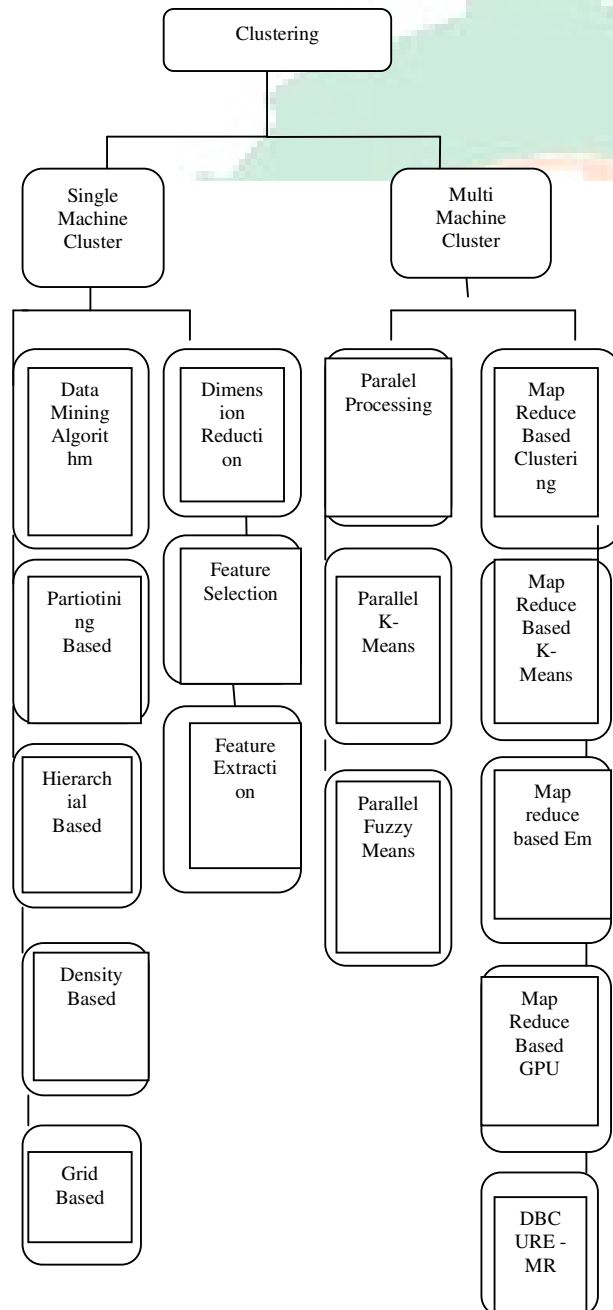 Clustering
Single
Machine
Cluster
Multi
Machine
Cluster
Data
Mining
Algorit
hm
Dimens
ion
Reducti
on
Paralel
Processing
Map
Reduce
Based
Clusteri
ng
Partiotini
ng
Based
Feature
Selection
Parallel
K-
Means
Map
Reduce
Based
K-
Means
Hierarch
ial
Based
Feature
Extracti
on
Parallel
Fuzzy
Means
Map
reduce
based Em
Density
Based
Map
Reduce
Based
GPU
Grid
Based
DBC
URE -
MR